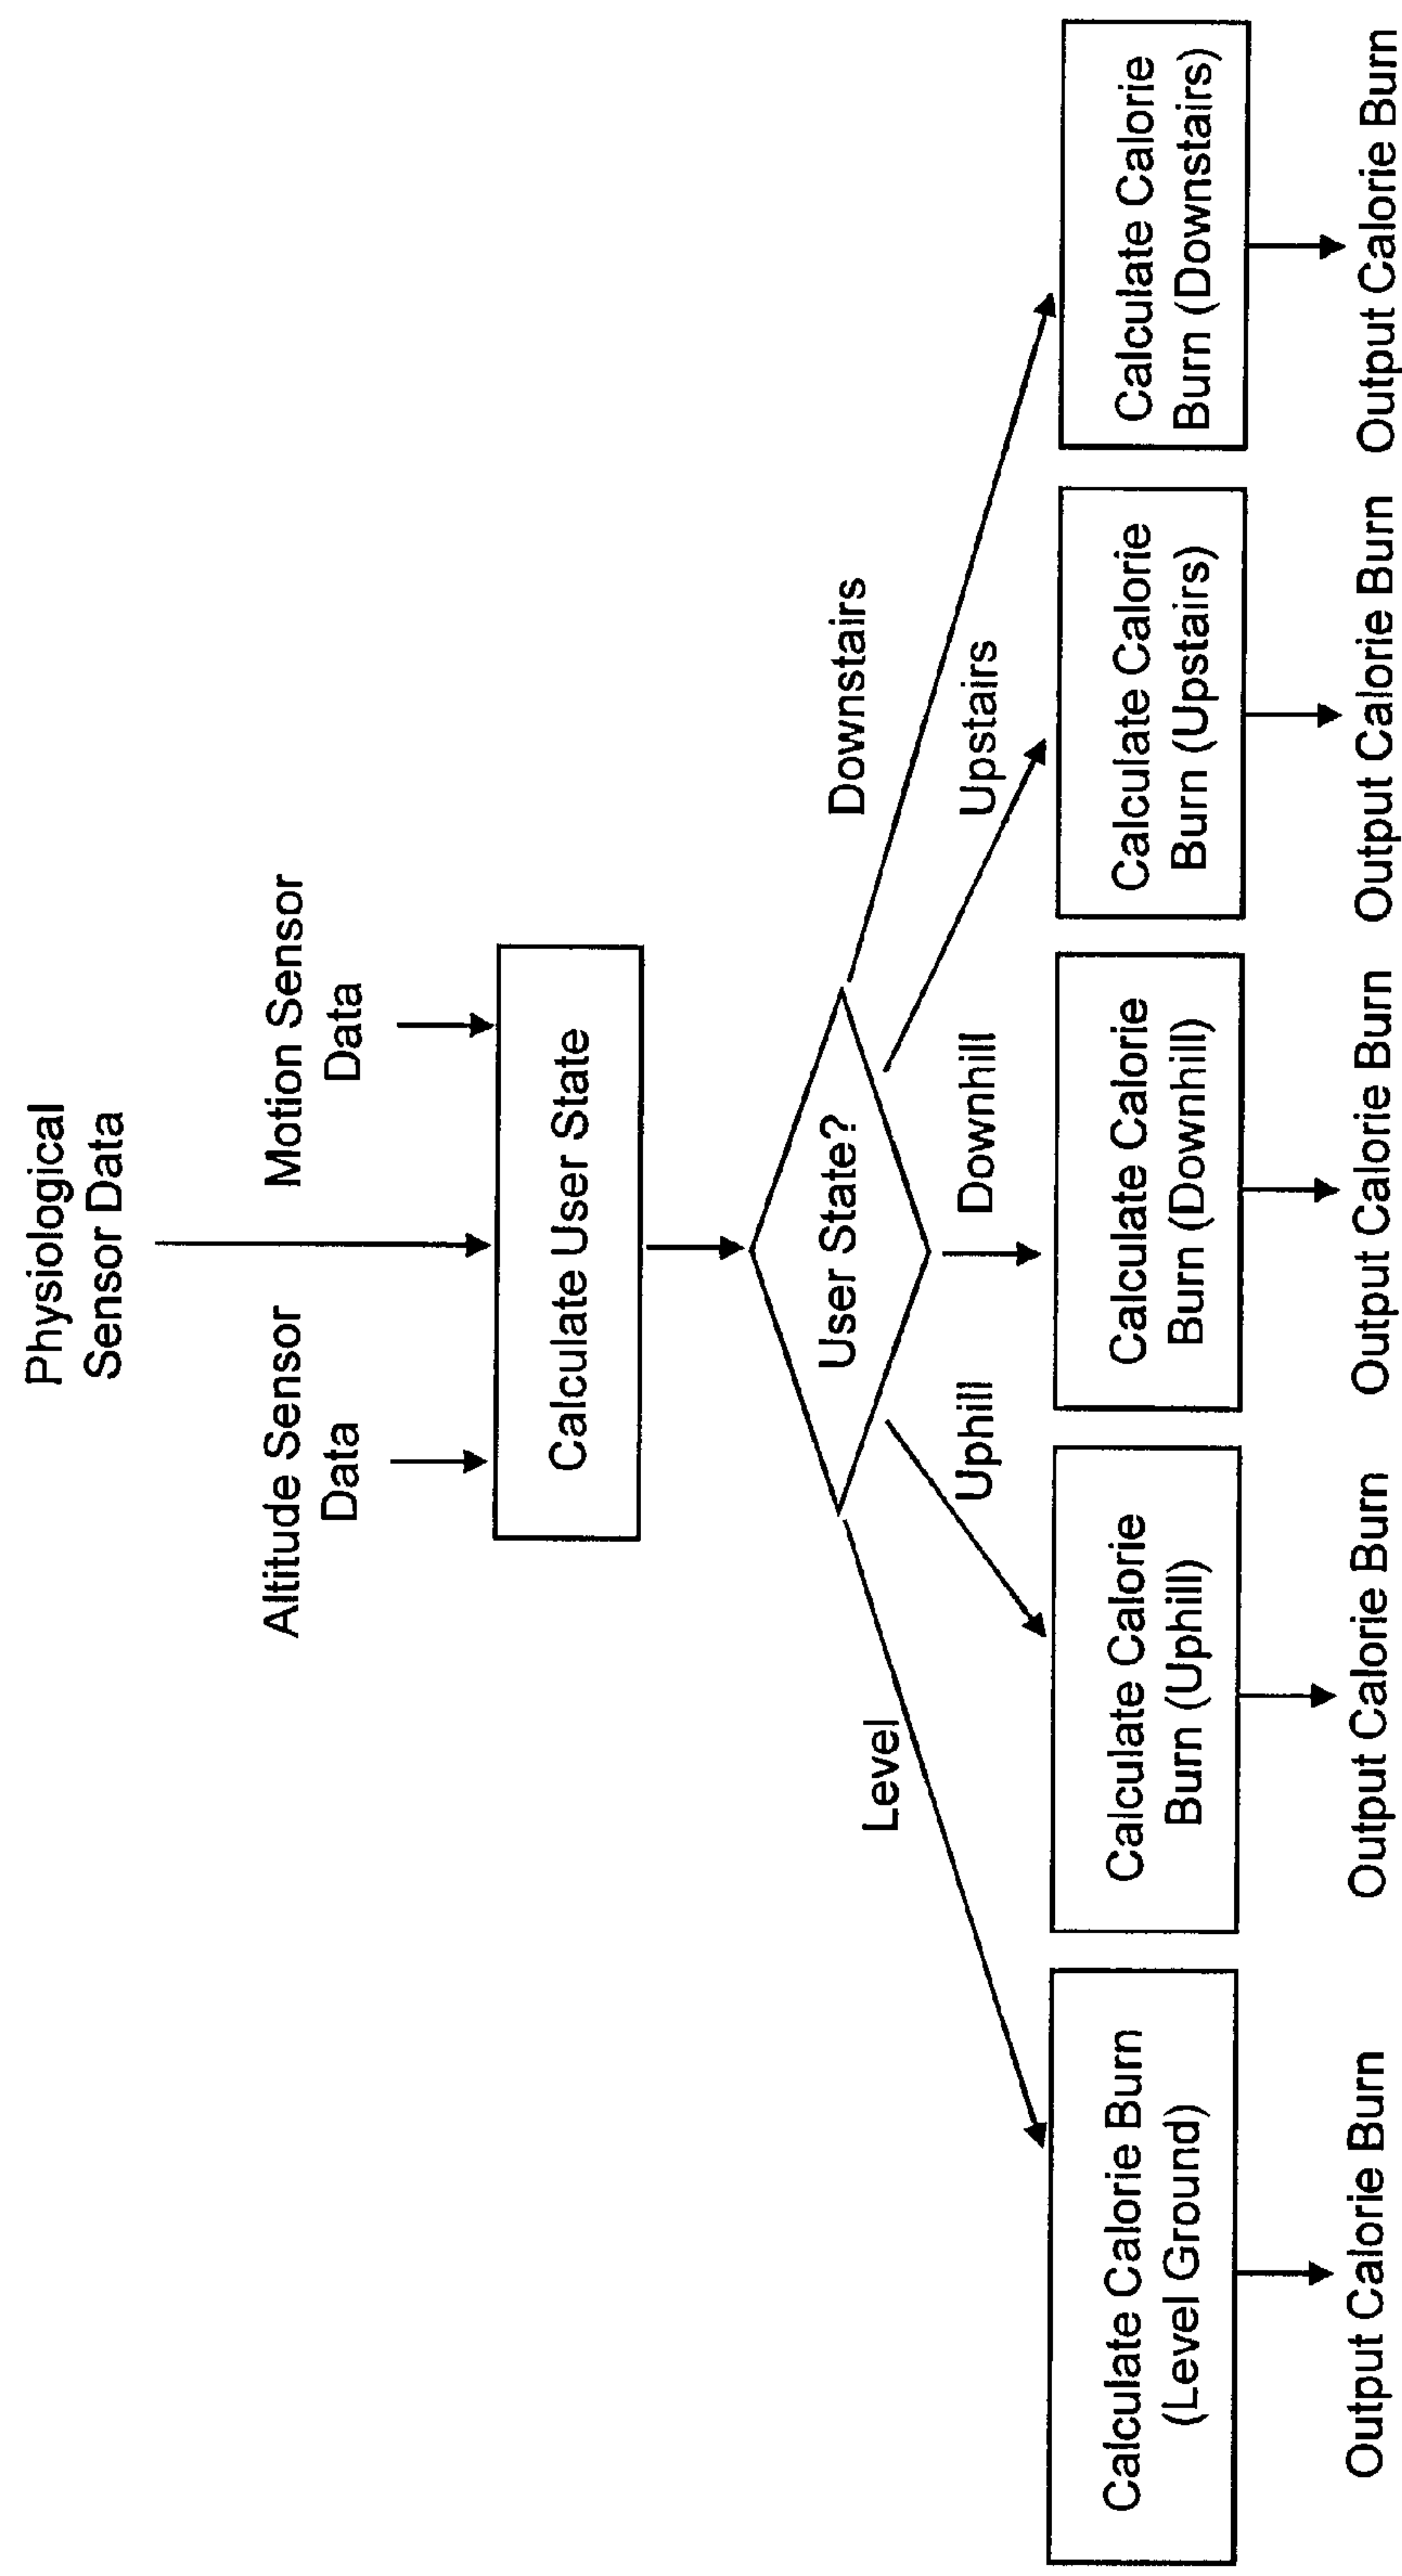 Physiological
Sensor Data
Altitude Sensor
Data
Motion Sensor
Data
Calculate User State
User State?
Level
Uphill
Downhill
Upstairs
Downstairs
Calculate Calorie Burn
(Level Ground)
Calculate Calorie
Burn (Uphill)
Calculate Calorie
Burn (Downhill)
Calculate Calorie
Burn (Upstairs)
Calculate Calorie
Burn (Downstairs)
Output Calorie Burn
Output Calorie Burn
Output Calorie Burn
Output Calorie Burn
Output Calorie Burn